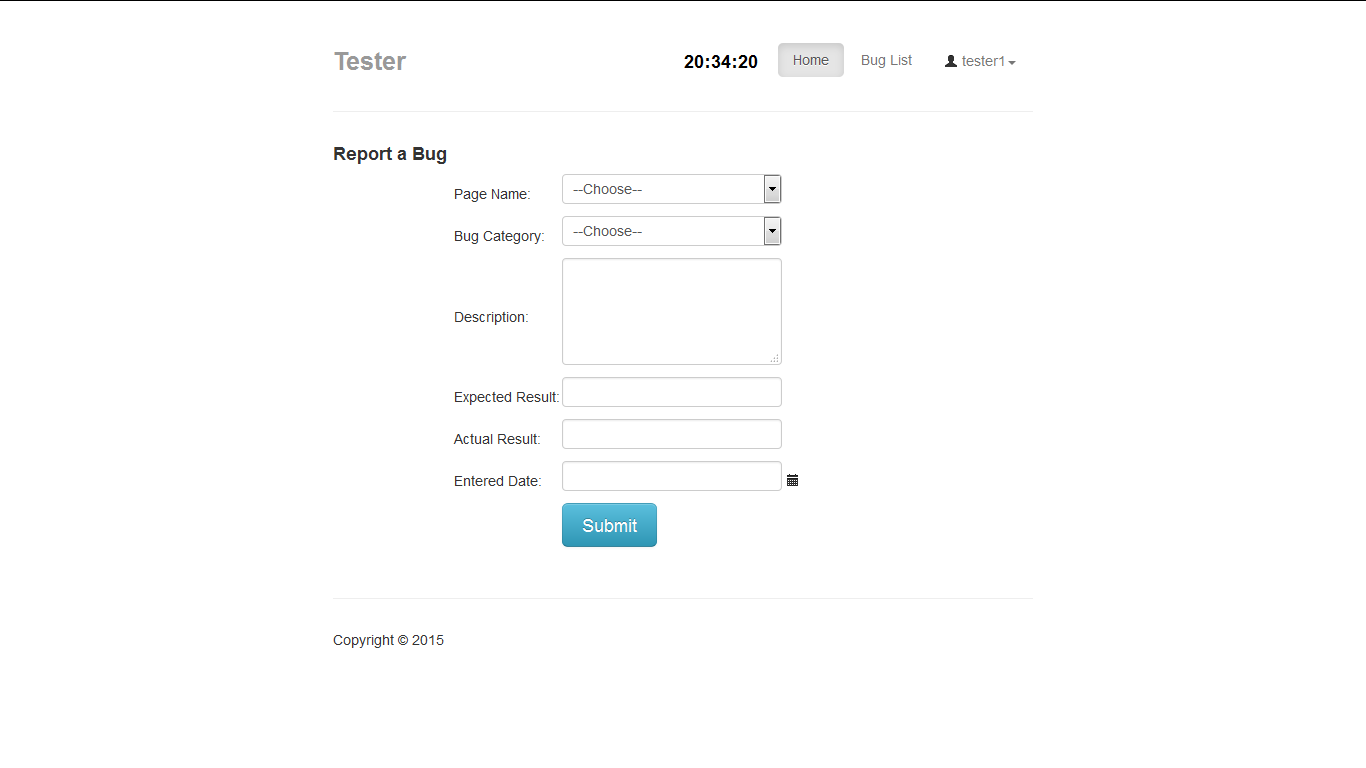 Tester
20:34:20
Home
Bug List
tester1
Report a Bug
Page Name:
--Choose--
Bug Category:
--Choose--
Description:
Expected Result:
Actual Result:
Entered Date:
Submit
Copyright © 2015